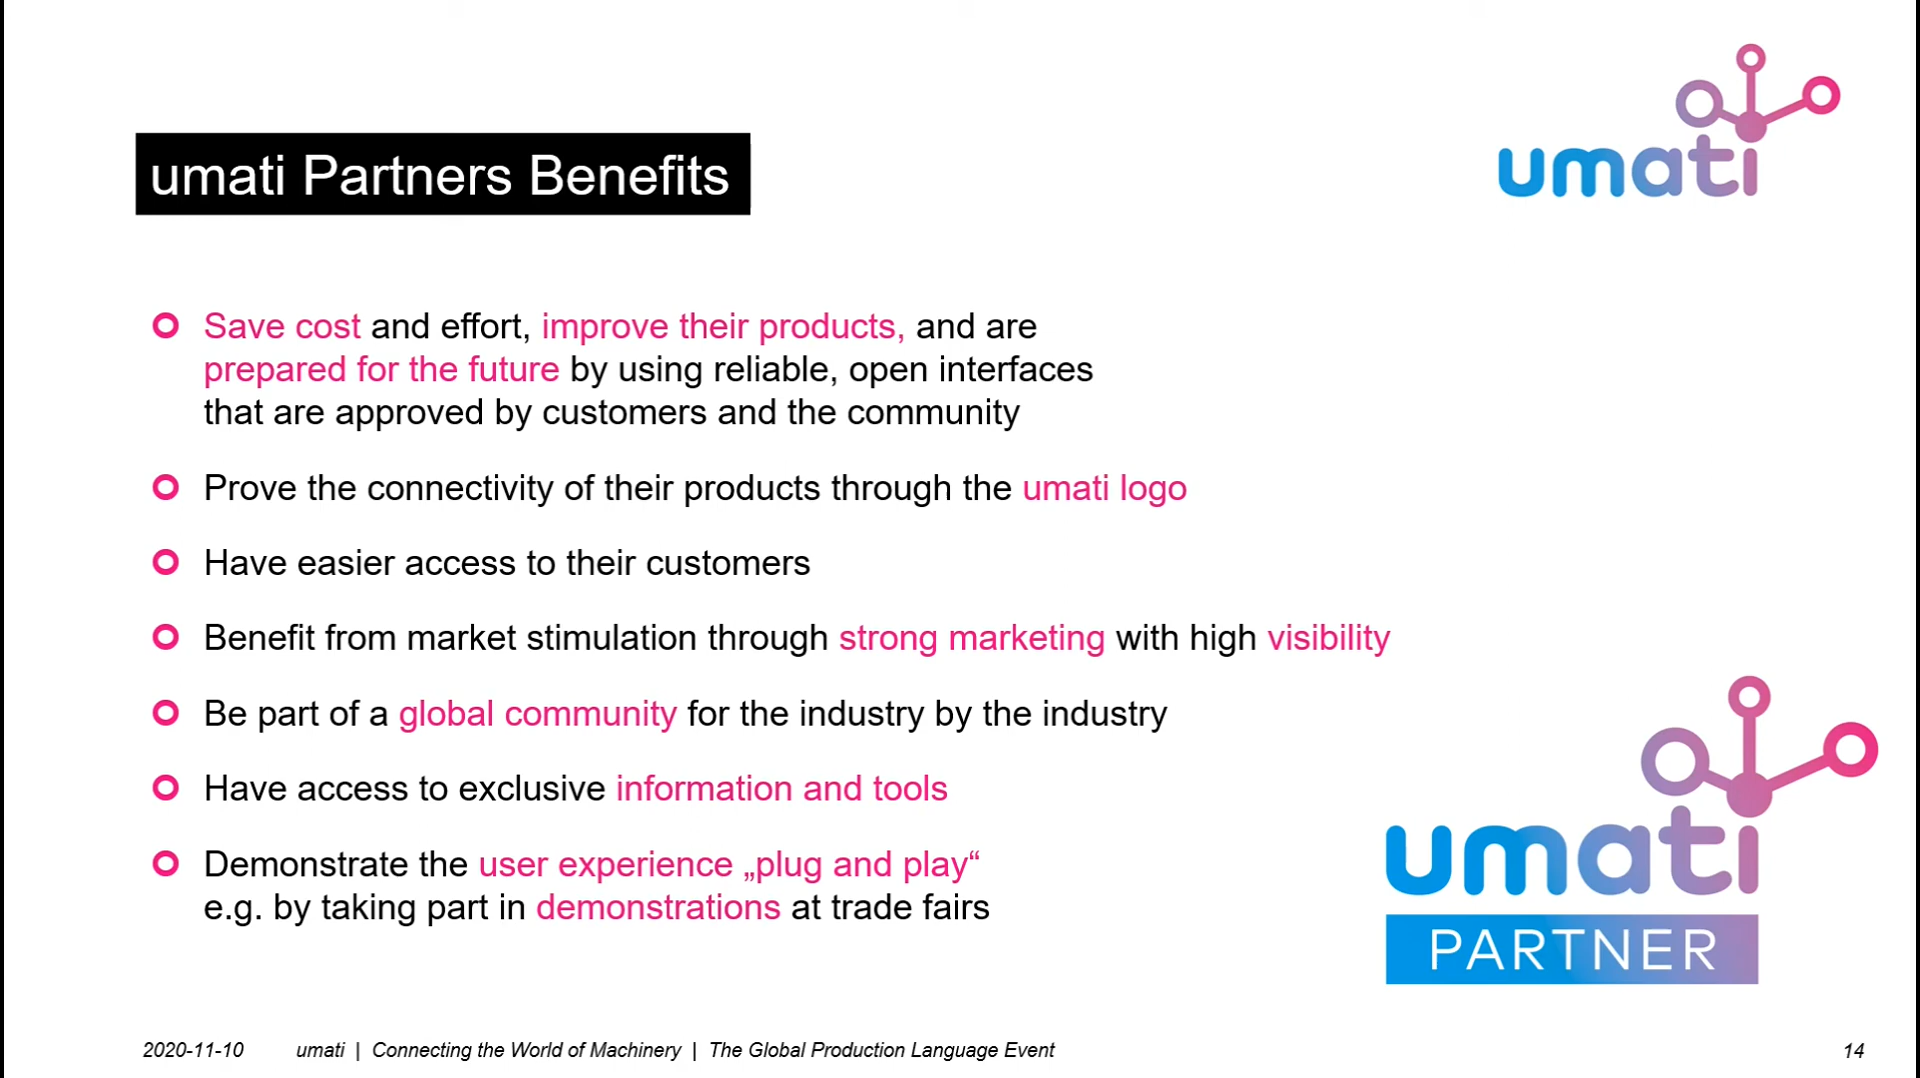 umati
umati Partners Benefits
Save cost and effort, improve their products, and are
prepared for the future by using reliable, open interfaces
that are approved by customers and the community
Prove the connectivity of their products through the umati logo
Have easier access to their customers
Benefit from market stimulation through strong marketing with high visibility
Be part of a global community for the industry by the industry
Have access to exclusive information and tools
Demonstrate the user experience „plug and play“
e.g. by taking part in demonstrations at trade fairs
umati
PARTNER
2020-11-10 umati | Connecting the World of Machinery | The Global Production Language Event 14